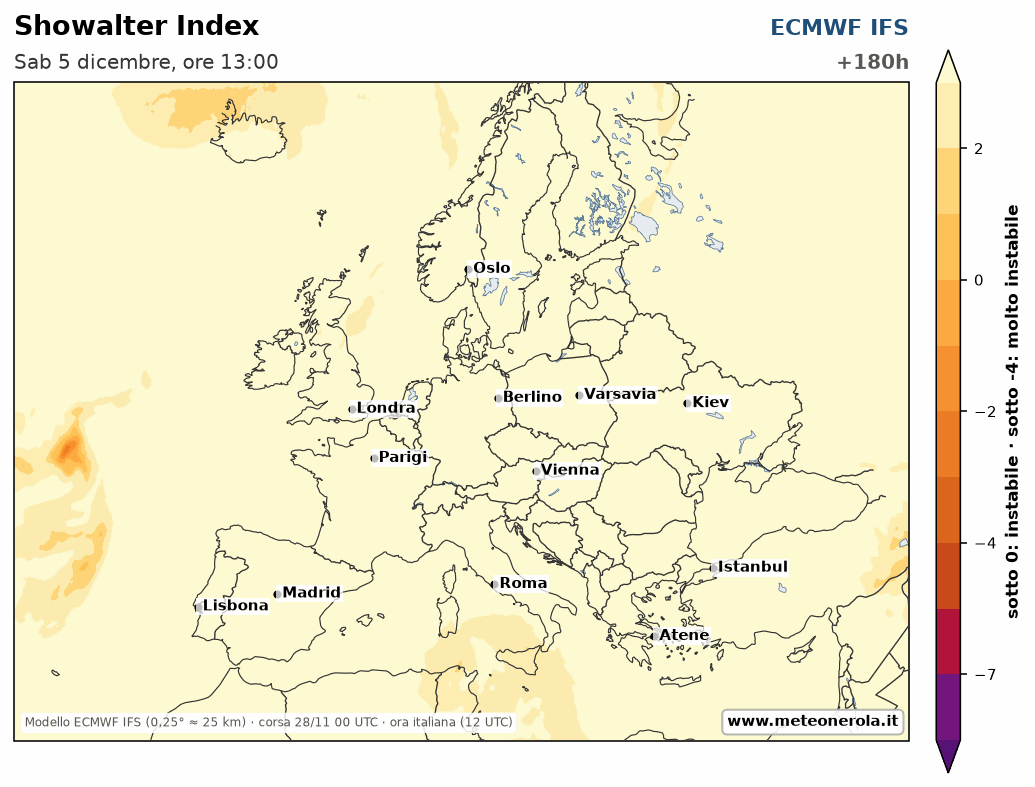 Showalter Index
ECMWF IFS
Sab 5 dicembre, ore 13:00
+180h
Oslo
Berlino
Varsavia
Kiev
Londra
Parigi
Vienna
Istanbul
Roma
Madrid
Lisbona
Atene
Modello ECMWF IFS (0,25° ≈ 25 km) · corsa 28/11 00 UTC · ora italiana (12 UTC)
www.meteonerola.it
2
0
−2
−4
−7
sotto 0: instabile · sotto -4: molto instabile